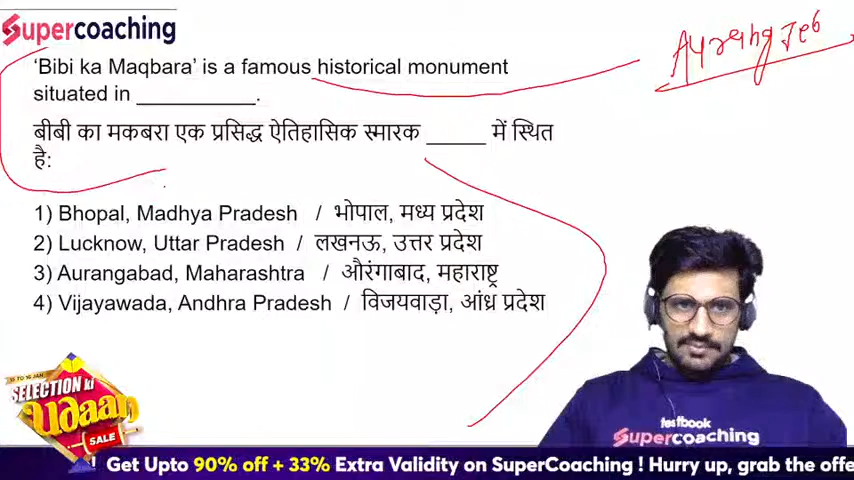 Supercoaching
Aurang Jeb
‘Bibi ka Maqbara’ is a famous historical monument
situated in __________.
बीबी का मकबरा एक प्रसिद्ध ऐतिहासिक स्मारक _____ में स्थित
है:
1) Bhopal, Madhya Pradesh / भोपाल, मध्य प्रदेश
2) Lucknow, Uttar Pradesh / लखनऊ, उत्तर प्रदेश
3) Aurangabad, Maharashtra / औरंगाबाद, महाराष्ट्र
4) Vijayawada, Andhra Pradesh / विजयवाड़ा, आंध्र प्रदेश
SELECTION ki
udaan
SALE
testbook
Supercoaching
! Get Upto 90% off + 33% Extra Validity on SuperCoaching ! Hurry up, grab the offe